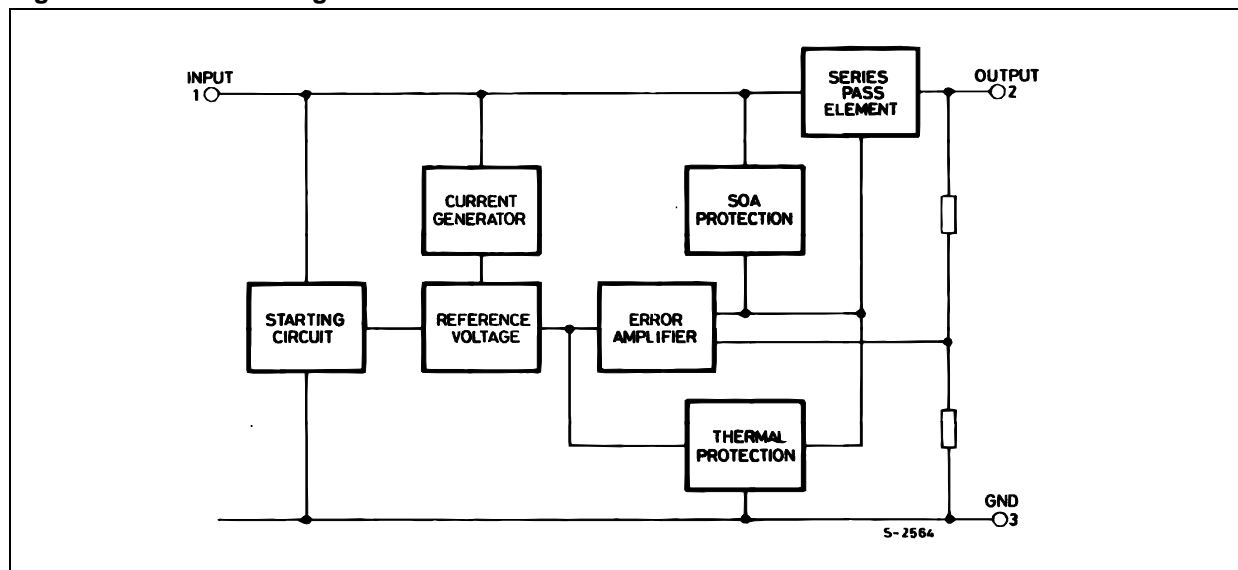 INPUT
1
SERIES
PASS
ELEMENT
OUTPUT
2
CURRENT
GENERATOR
SOA
PROTECTION
STARTING
CIRCUIT
REFERENCE
VOLTAGE
ERROR
AMPLIFIER
THERMAL
PROTECTION
GND
3
S-2564